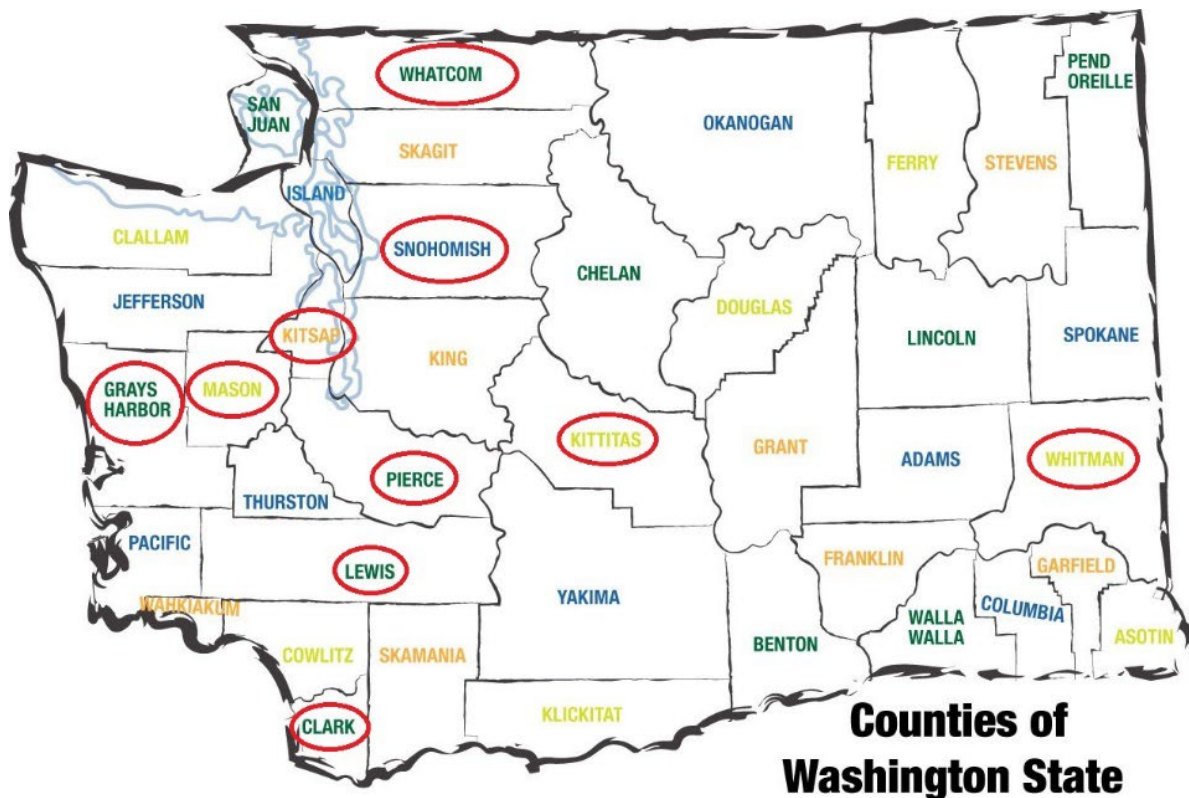 WHATCOM
PEND
OREILLE
SAN
JUAN
OKANOGAN
SKAGIT
FERRY
STEVENS
ISLAND
CLALLAM
SNOHOMISH
CHELAN
JEFFERSON
DOUGLAS
KITSAP
KING
LINCOLN
SPOKANE
GRAYS
HARBOR
MASON
KITTITAS
GRANT
ADAMS
WHITMAN
PIERCE
THURSTON
PACIFIC
LEWIS
FRANKLIN
GARFIELD
YAKIMA
WAHKIAKUM
COLUMBIA
WALLA
WALLA
ASOTIN
COWLITZ
SKAMANIA
BENTON
KLICKITAT
CLARK
Counties of
Washington State